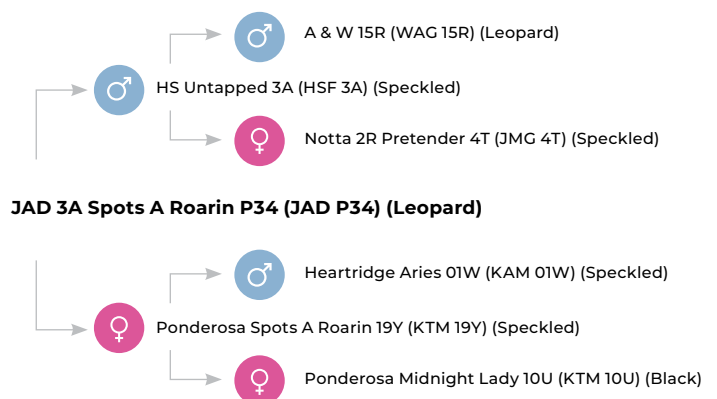 A & W 15R (WAG 15R) (Leopard)
HS Untapped 3A (HSF 3A) (Speckled)
Notta 2R Pretender 4T (JMG 4T) (Speckled)
JAD 3A Spots A Roarin P34 (JAD P34) (Leopard)
Heartridge Aries 01W (KAM 01W) (Speckled)
Ponderosa Spots A Roarin 19Y (KTM 19Y) (Speckled)
Ponderosa Midnight Lady 10U (KTM 10U) (Black)